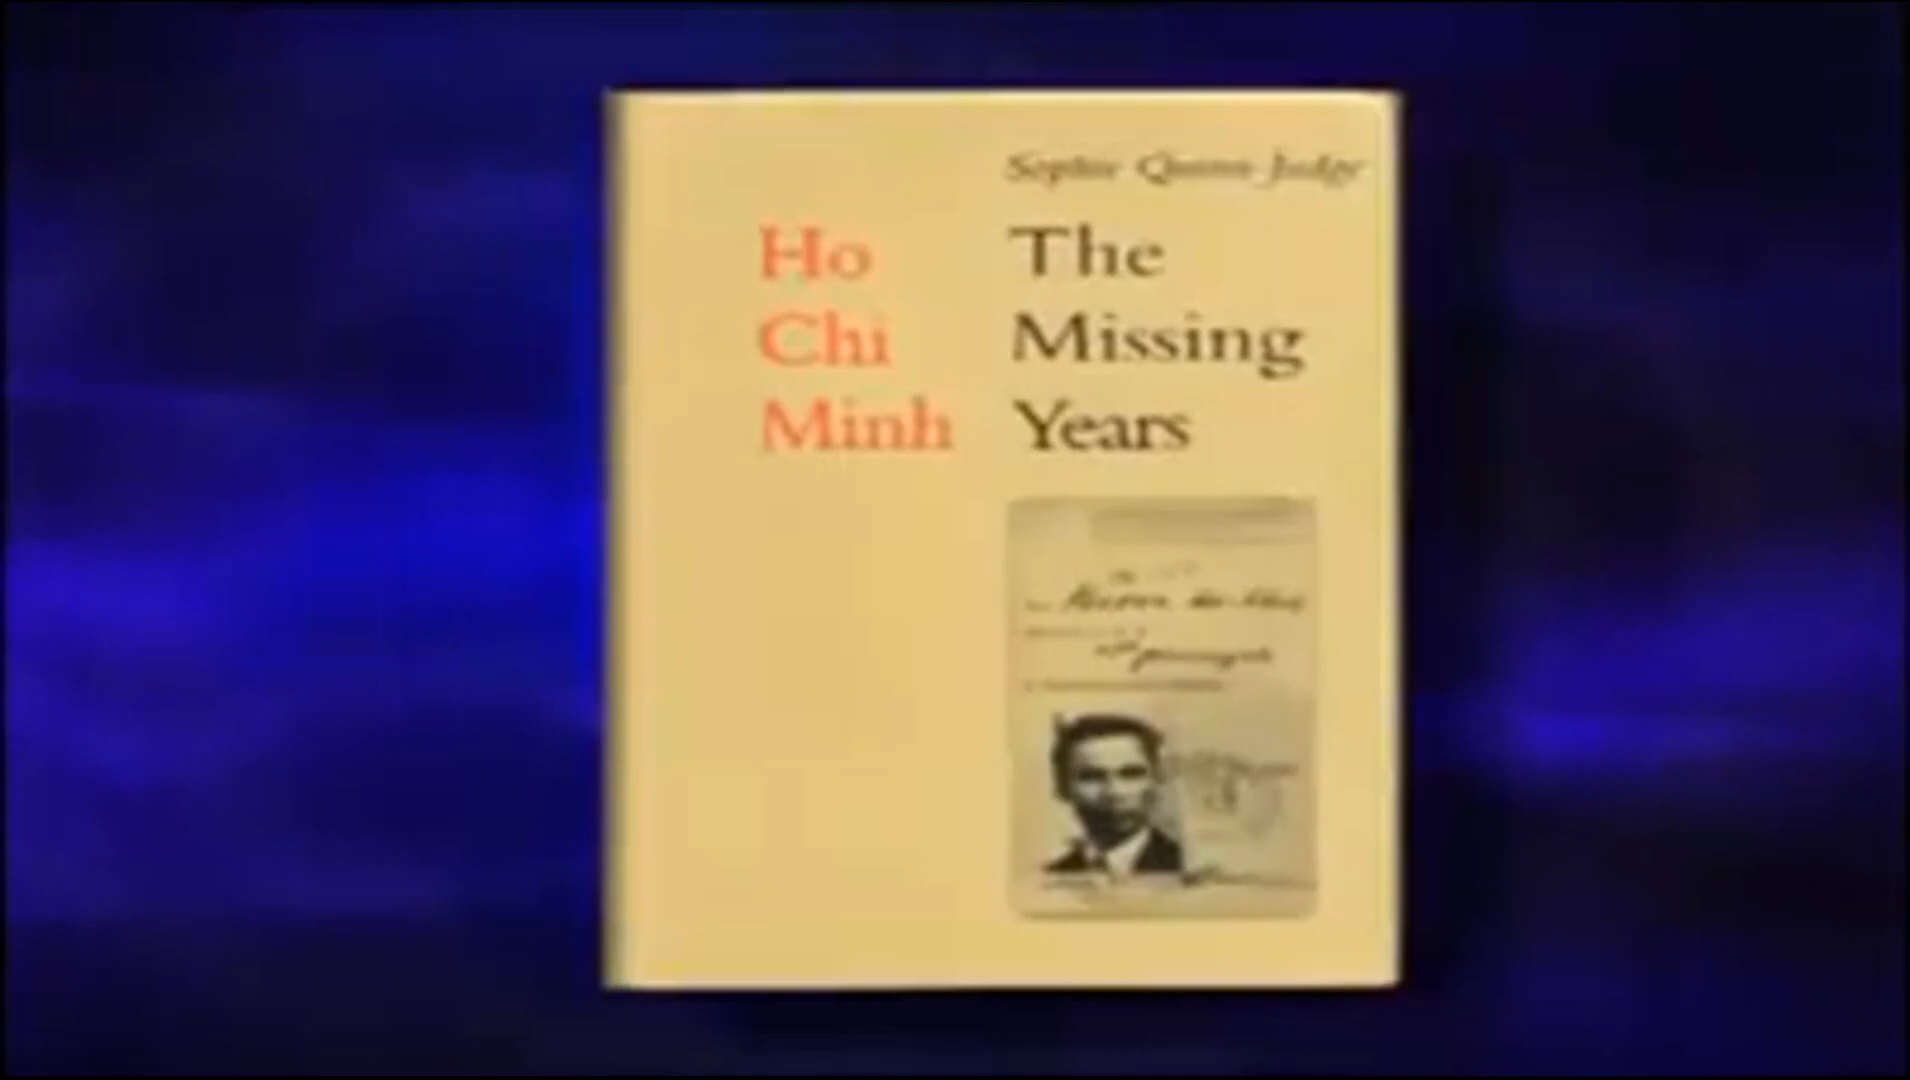 Sophie Quinn-Judge
Ho
Chi
Minh
The
Missing
Years